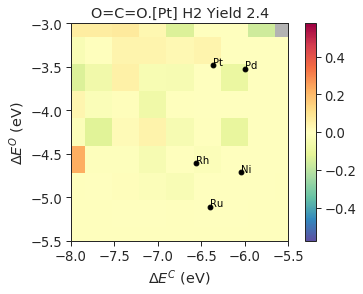 O=C=O.[Pt] H2 Yield 2.4
−3.0
−3.5
−4.0
−4.5
−5.0
−5.5
ΔE^O (eV)
Pt
Pd
Rh
Ni
Ru
−8.0 −7.5 −7.0 −6.5 −6.0 −5.5
ΔE^C (eV)
0.4
0.2
0.0
−0.2
−0.4